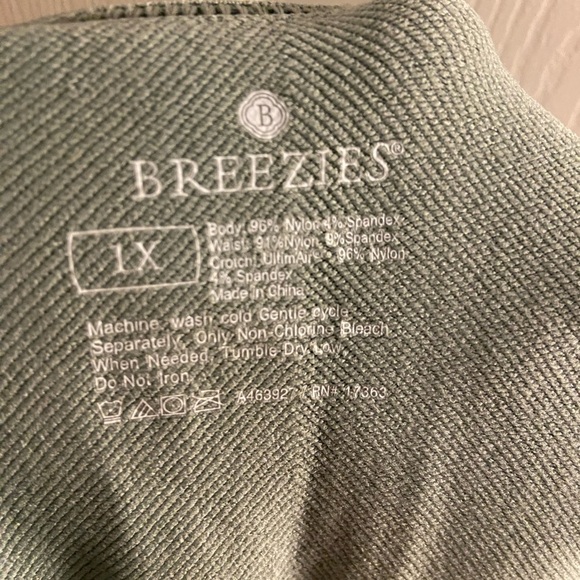 B
BREEZIES®
1X
Body: 96% Nylon 4% Spandex
Waist: 91%Nylon 9%Spandex
Crotch: UltimAir™ 96% Nylon
4% Spandex
Made in China
Machine wash cold Gentle cycle
Separately, Only Non-Chlorine Bleach
When Needed, Tumble Dry Low,
Do Not Iron.
A463927 / RN# 17363